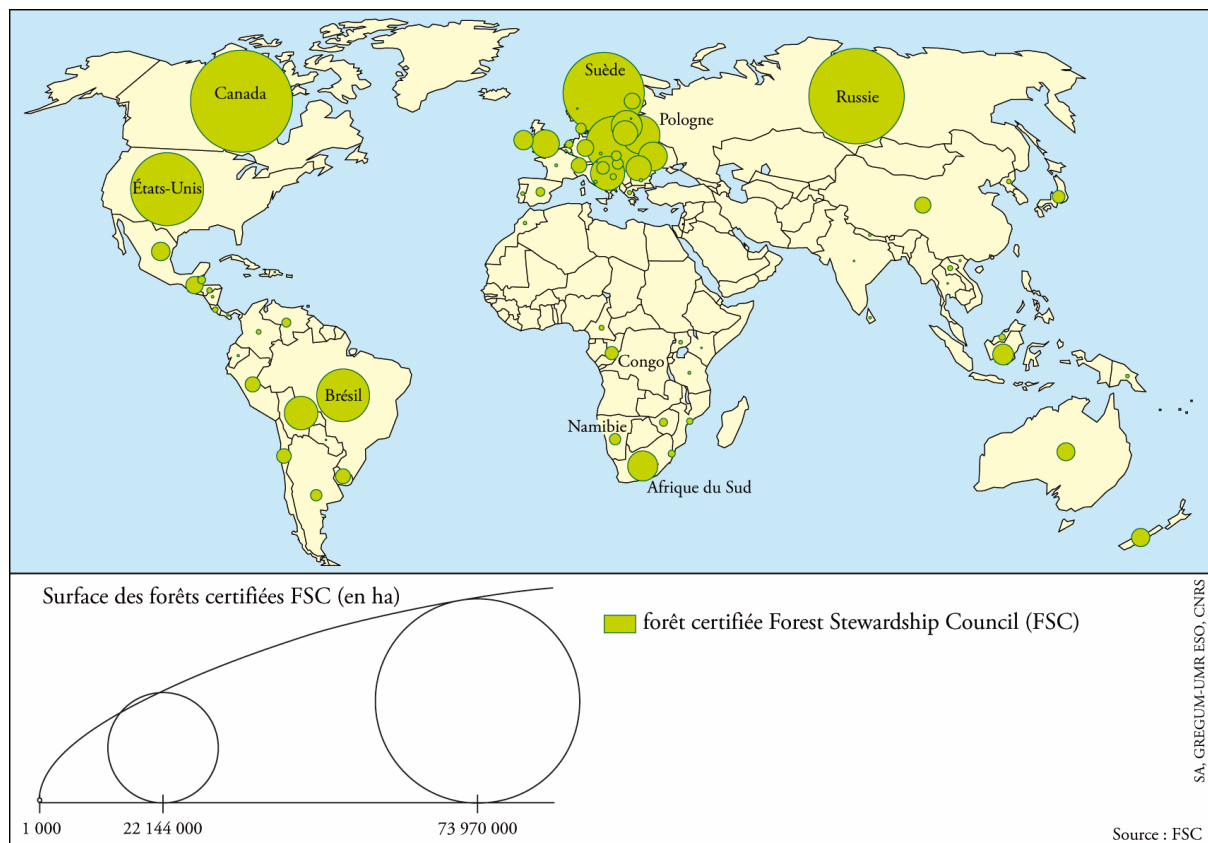 Canada
Suède
Russie
Pologne
États-Unis
Congo
Brésil
Namibie
Afrique du Sud
Surface des forêts certifiées FSC (en ha)
forêt certifiée Forest Stewardship Council (FSC)
1 000
22 144 000
73 970 000
SA, GREGUM-UMR ESO, CNRS
Source : FSC